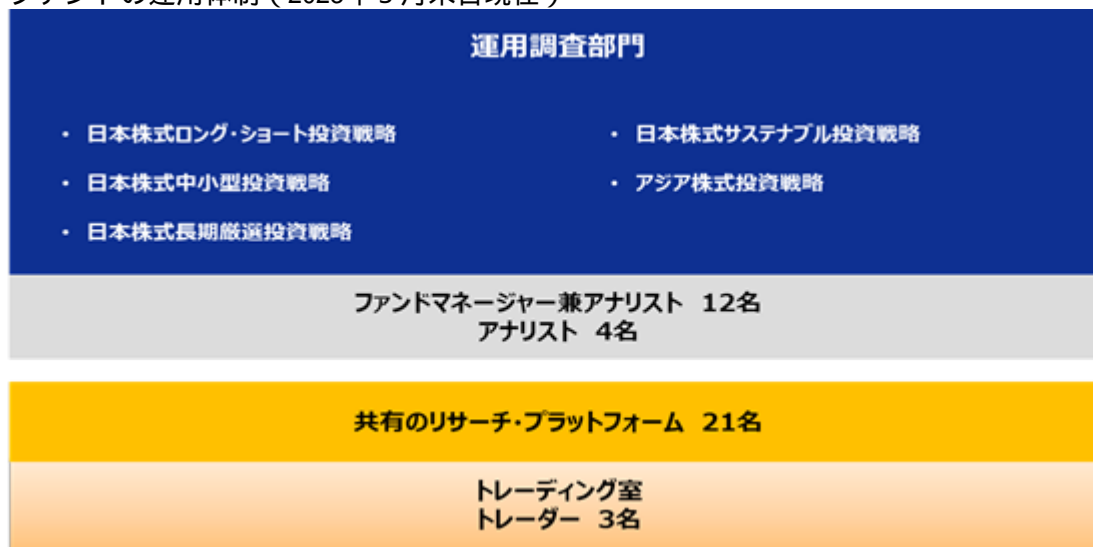 運用調査部門
・ 日本株式ロング・ショート投資戦略
・ 日本株式サステナブル投資戦略
・ 日本株式中小型投資戦略
・ アジア株式投資戦略
・ 日本株式長期厳選投資戦略
ファンドマネージャー兼アナリスト 12名
アナリスト 4名
共有のリサーチ・プラットフォーム 21名
トレーディング室
トレーダー 3名